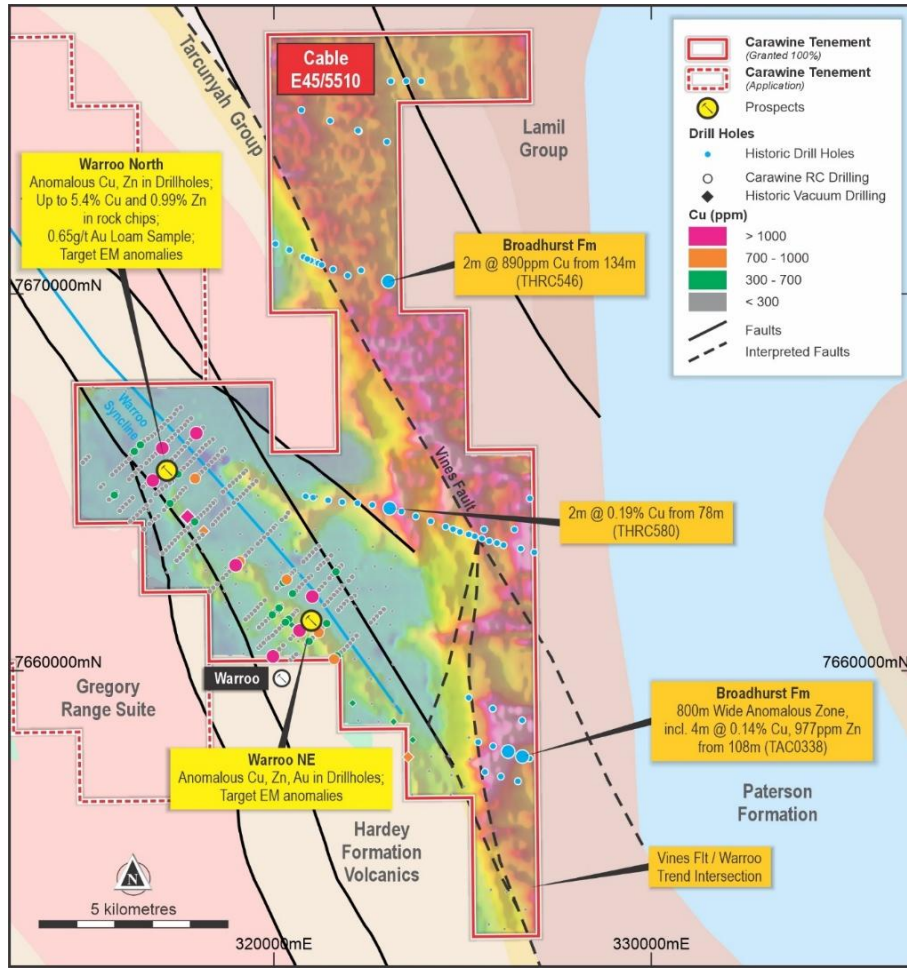 Cable
E45/5510
Tarcunyah Group
Lamil
Group
Carawine Tenement
(Granted 100%)
Carawine Tenement
(Application)
Prospects
Drill Holes
Historic Drill Holes
Carawine RC Drilling
Historic Vacuum Drilling
Cu (ppm)
> 1000
700 - 1000
300 - 700
< 300
Faults
Interpreted Faults
Warroo North
Anomalous Cu, Zn in Drillholes;
Up to 5.4% Cu and 0.99% Zn
in rock chips;
0.65g/t Au Loam Sample;
Target EM anomalies
Broadhurst Fm
2m @ 890ppm Cu from 134m
(THRC546)
7670000mN
Warroo
Syncline
Vines Fault
2m @ 0.19% Cu from 78m
(THRC580)
7660000mN
7660000mN
Warroo
Gregory
Range Suite
Broadhurst Fm
800m Wide Anomalous Zone,
incl. 4m @ 0.14% Cu, 977ppm Zn
from 108m (TAC0338)
Warroo NE
Anomalous Cu, Zn, Au in Drillholes;
Target EM anomalies
Paterson
Formation
Hardey
Formation
Volcanics
Vines Flt / Warroo
Trend Intersection
N
5 kilometres
320000mE
330000mE